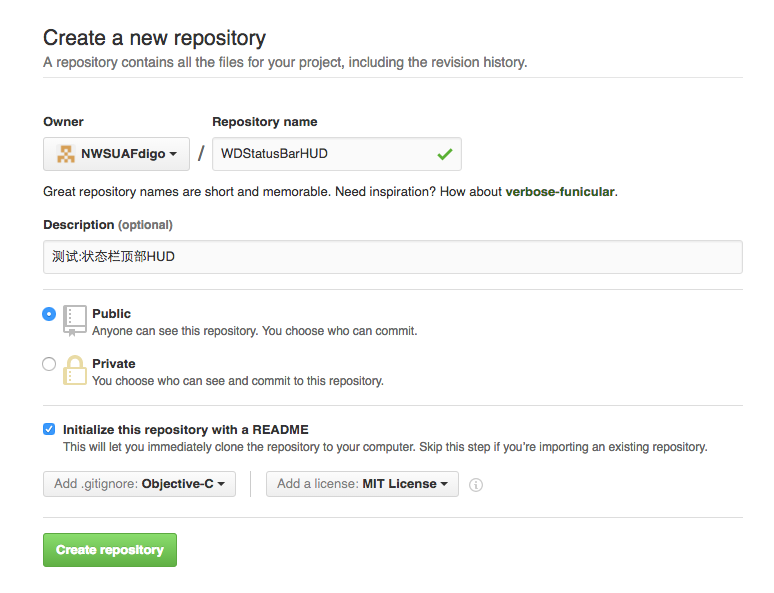 Create a new repository
A repository contains all the files for your project, including the revision history.
Owner
Repository name
NWSUAFdigo
/
WDStatusBarHUD
Great repository names are short and memorable. Need inspiration? How about verbose-funicular.
Description (optional)
测试:状态栏顶部HUD
Public
Anyone can see this repository. You choose who can commit.
Private
You choose who can see and commit to this repository.
Initialize this repository with a README
This will let you immediately clone the repository to your computer. Skip this step if you're importing an existing repository.
Add .gitignore: Objective-C
Add a license: MIT License
Create repository